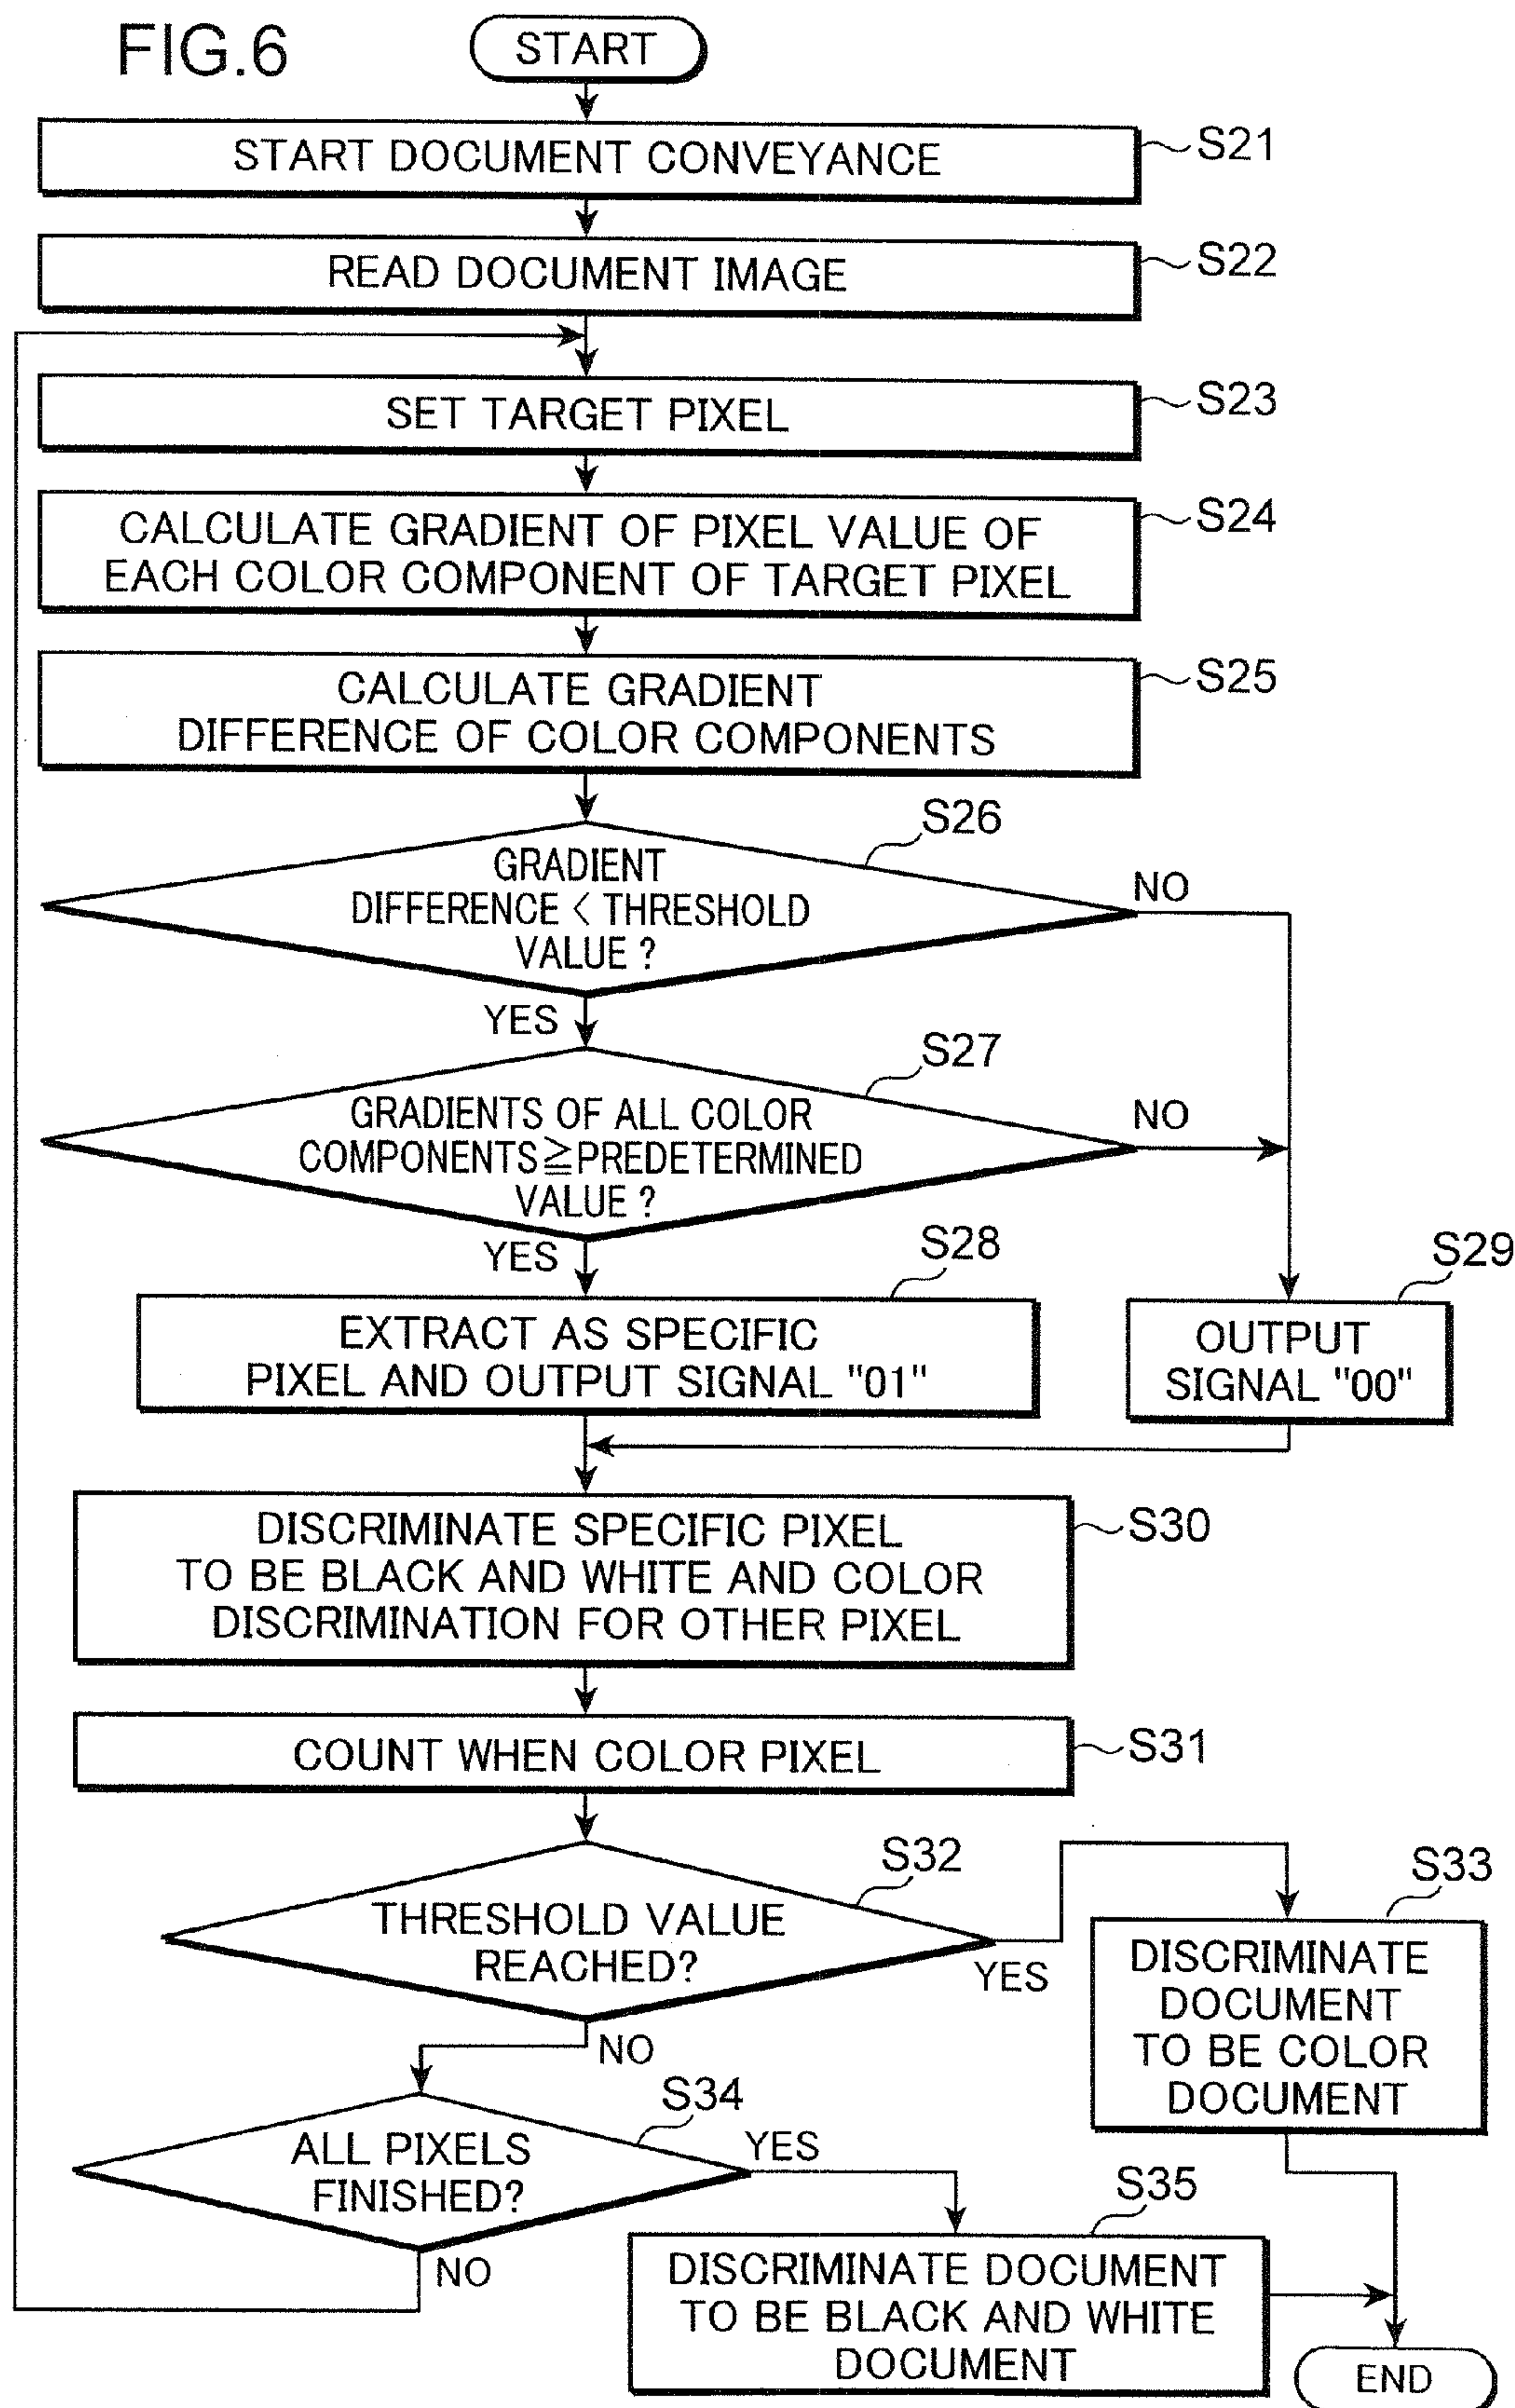 FIG.6
START
START DOCUMENT CONVEYANCE
S21
READ DOCUMENT IMAGE
S22
SET TARGET PIXEL
S23
CALCULATE GRADIENT OF PIXEL VALUE OF
EACH COLOR COMPONENT OF TARGET PIXEL
S24
CALCULATE GRADIENT
DIFFERENCE OF COLOR COMPONENTS
S25
S26
GRADIENT
DIFFERENCE < THRESHOLD
VALUE ?
NO
YES
S27
GRADIENTS OF ALL COLOR
COMPONENTS≧PREDETERMINED
VALUE ?
NO
YES
S28
EXTRACT AS SPECIFIC
PIXEL AND OUTPUT SIGNAL "01"
S29
OUTPUT
SIGNAL "00"
DISCRIMINATE SPECIFIC PIXEL
TO BE BLACK AND WHITE AND COLOR
DISCRIMINATION FOR OTHER PIXEL
S30
COUNT WHEN COLOR PIXEL
S31
S32
THRESHOLD VALUE
REACHED?
YES
NO
S33
DISCRIMINATE
DOCUMENT
TO BE COLOR
DOCUMENT
S34
ALL PIXELS
FINISHED?
YES
NO
S35
DISCRIMINATE DOCUMENT
TO BE BLACK AND WHITE
DOCUMENT
END